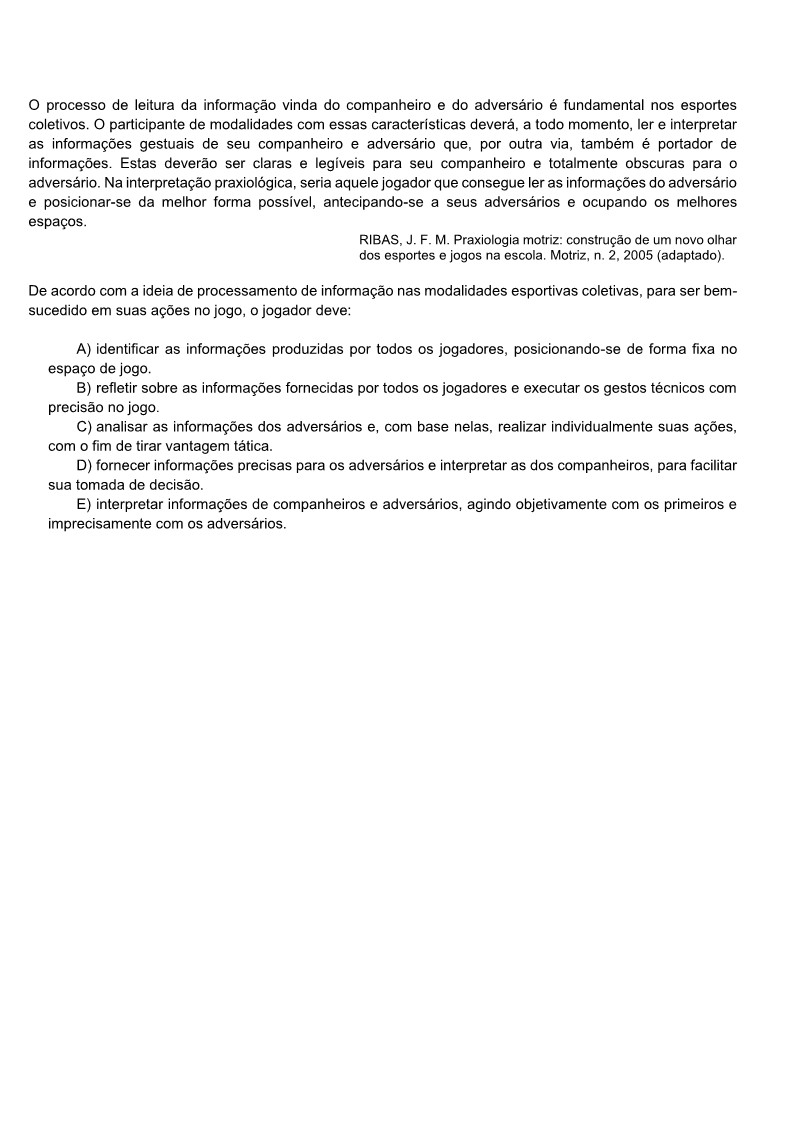 O processo de leitura da informação vinda do companheiro e do adversário é fundamental nos esportes
coletivos. O participante de modalidades com essas características deverá, a todo momento, ler e interpretar
as informações gestuais de seu companheiro e adversário que, por outra via, também é portador de
informações. Estas deverão ser claras e legíveis para seu companheiro e totalmente obscuras para o
adversário. Na interpretação praxiológica, seria aquele jogador que consegue ler as informações do adversário
e posicionar-se da melhor forma possível, antecipando-se a seus adversários e ocupando os melhores
espaços.
RIBAS, J. F. M. Praxiologia motriz: construção de um novo olhar
dos esportes e jogos na escola. Motriz, n. 2, 2005 (adaptado).
De acordo com a ideia de processamento de informação nas modalidades esportivas coletivas, para ser bem-
sucedido em suas ações no jogo, o jogador deve:
A) identificar as informações produzidas por todos os jogadores, posicionando-se de forma fixa no
espaço de jogo.
B) refletir sobre as informações fornecidas por todos os jogadores e executar os gestos técnicos com
precisão no jogo.
C) analisar as informações dos adversários e, com base nelas, realizar individualmente suas ações,
com o fim de tirar vantagem tática.
D) fornecer informações precisas para os adversários e interpretar as dos companheiros, para facilitar
sua tomada de decisão.
E) interpretar informações de companheiros e adversários, agindo objetivamente com os primeiros e
imprecisamente com os adversários.